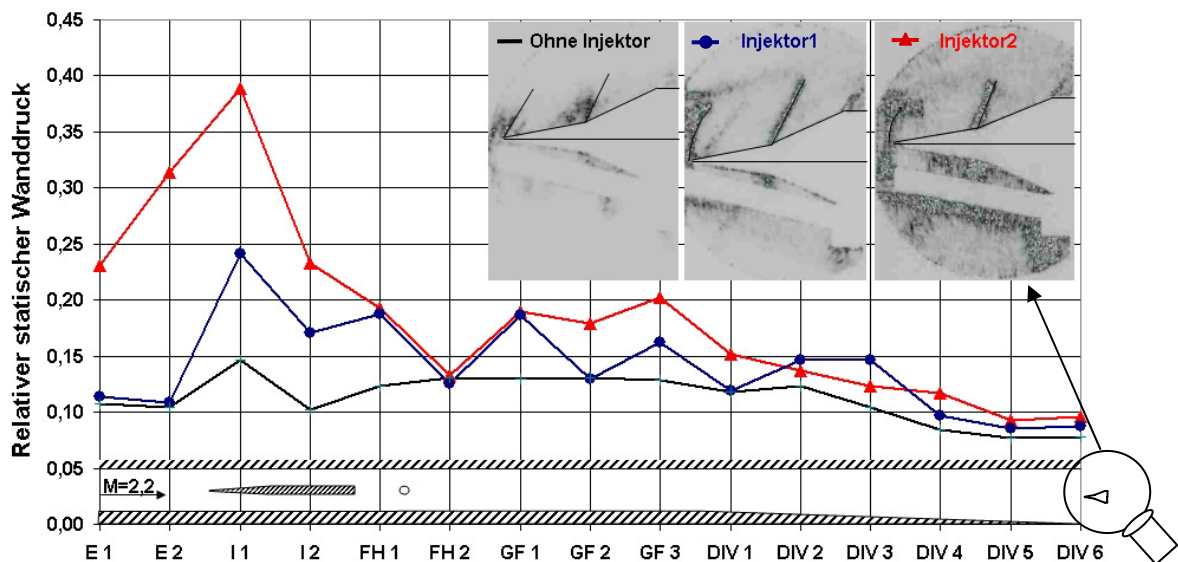 Relativer statischer Wanddruck
0,45
0,40
0,35
0,30
0,25
0,20
0,15
0,10
0,05
0,00
Ohne Injektor
Injektor1
Injektor2
M=2,2
E 1 E 2 I 1 I 2 FH 1 FH 2 GF 1 GF 2 GF 3 DIV 1 DIV 2 DIV 3 DIV 4 DIV 5 DIV 6